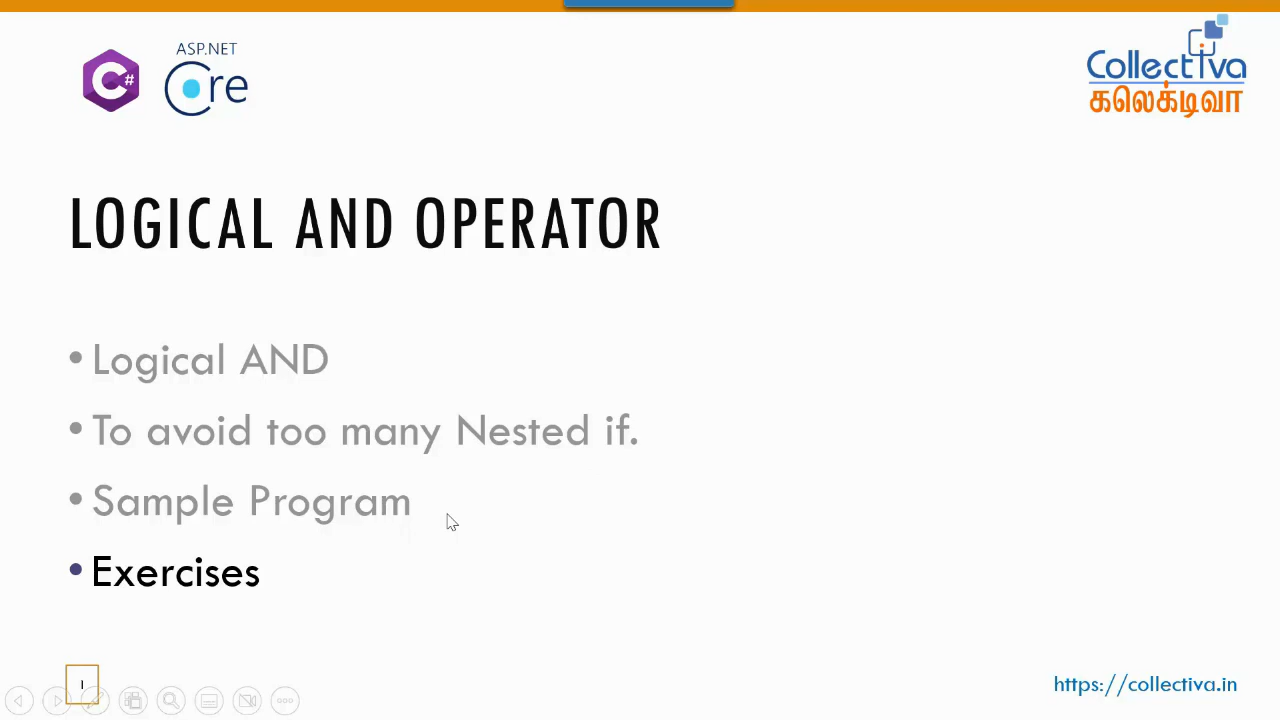 C#
ASP.NET
Core
Collectiva
கலெக்டிவா
LOGICAL AND OPERATOR
• Logical AND
• To avoid too many Nested if.
• Sample Program
• Exercises
1
https://collectiva.in